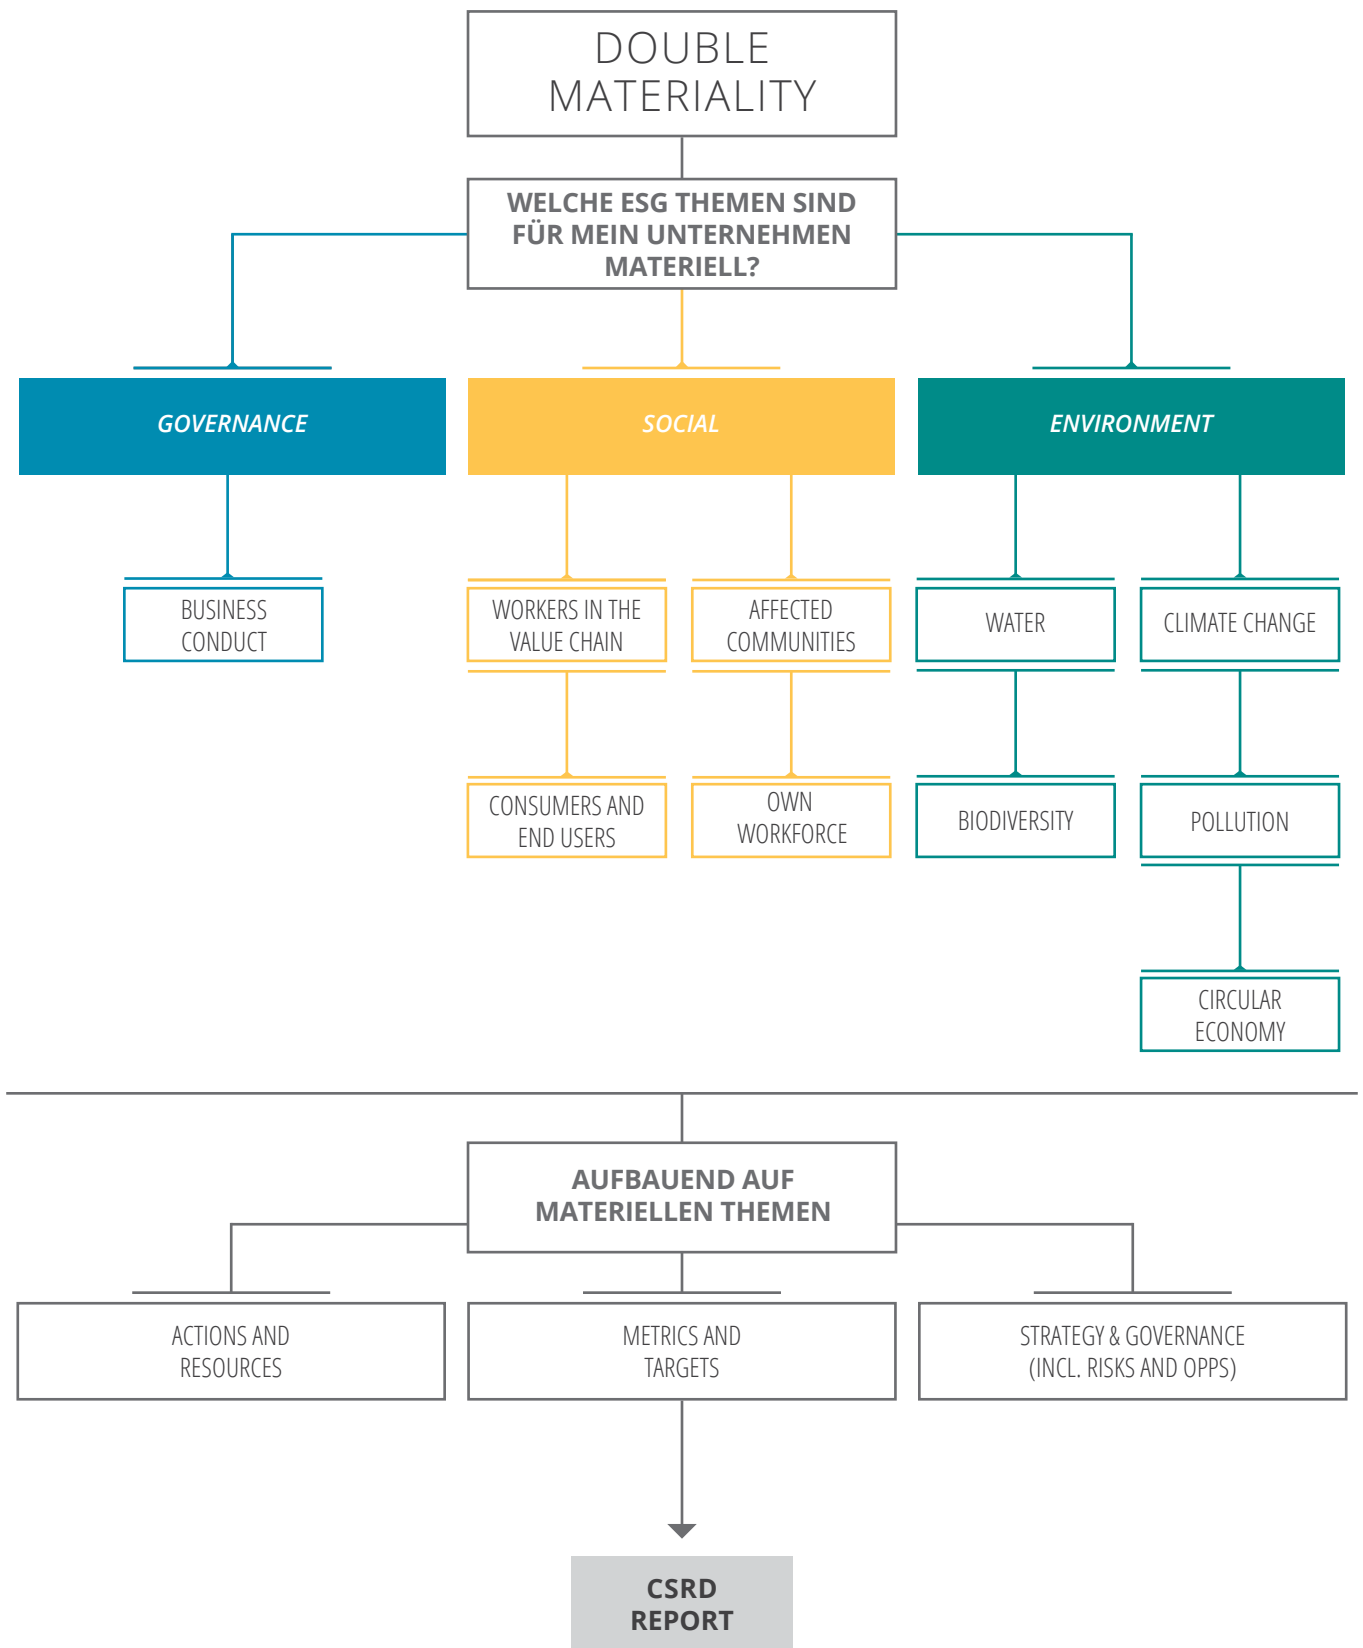 DOUBLE
MATERIALITY
WELCHE ESG THEMEN SIND
FÜR MEIN UNTERNEHMEN
MATERIELL?
GOVERNANCE
SOCIAL
ENVIRONMENT
BUSINESS
CONDUCT
WORKERS IN THE
VALUE CHAIN
AFFECTED
COMMUNITIES
WATER
CLIMATE CHANGE
CONSUMERS AND
END USERS
OWN
WORKFORCE
BIODIVERSITY
POLLUTION
CIRCULAR
ECONOMY
AUFBAUEND AUF
MATERIELLEN THEMEN
ACTIONS AND
RESOURCES
METRICS AND
TARGETS
STRATEGY & GOVERNANCE
(INCL. RISKS AND OPPS)
CSRD
REPORT